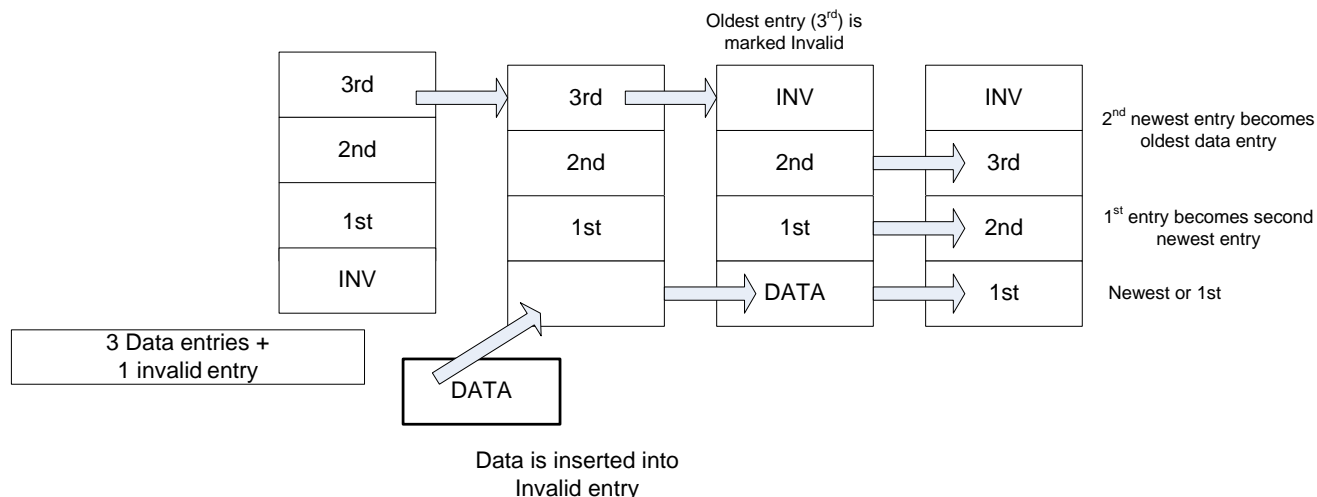 Oldest entry (3rd) is
marked Invalid
3rd
2nd
1st
INV
3rd
2nd
1st
INV
2nd
1st
DATA
INV
3rd
2nd
1st
2nd newest entry becomes
oldest data entry
1st entry becomes second
newest entry
Newest or 1st
3 Data entries +
1 invalid entry
DATA
Data is inserted into
Invalid entry